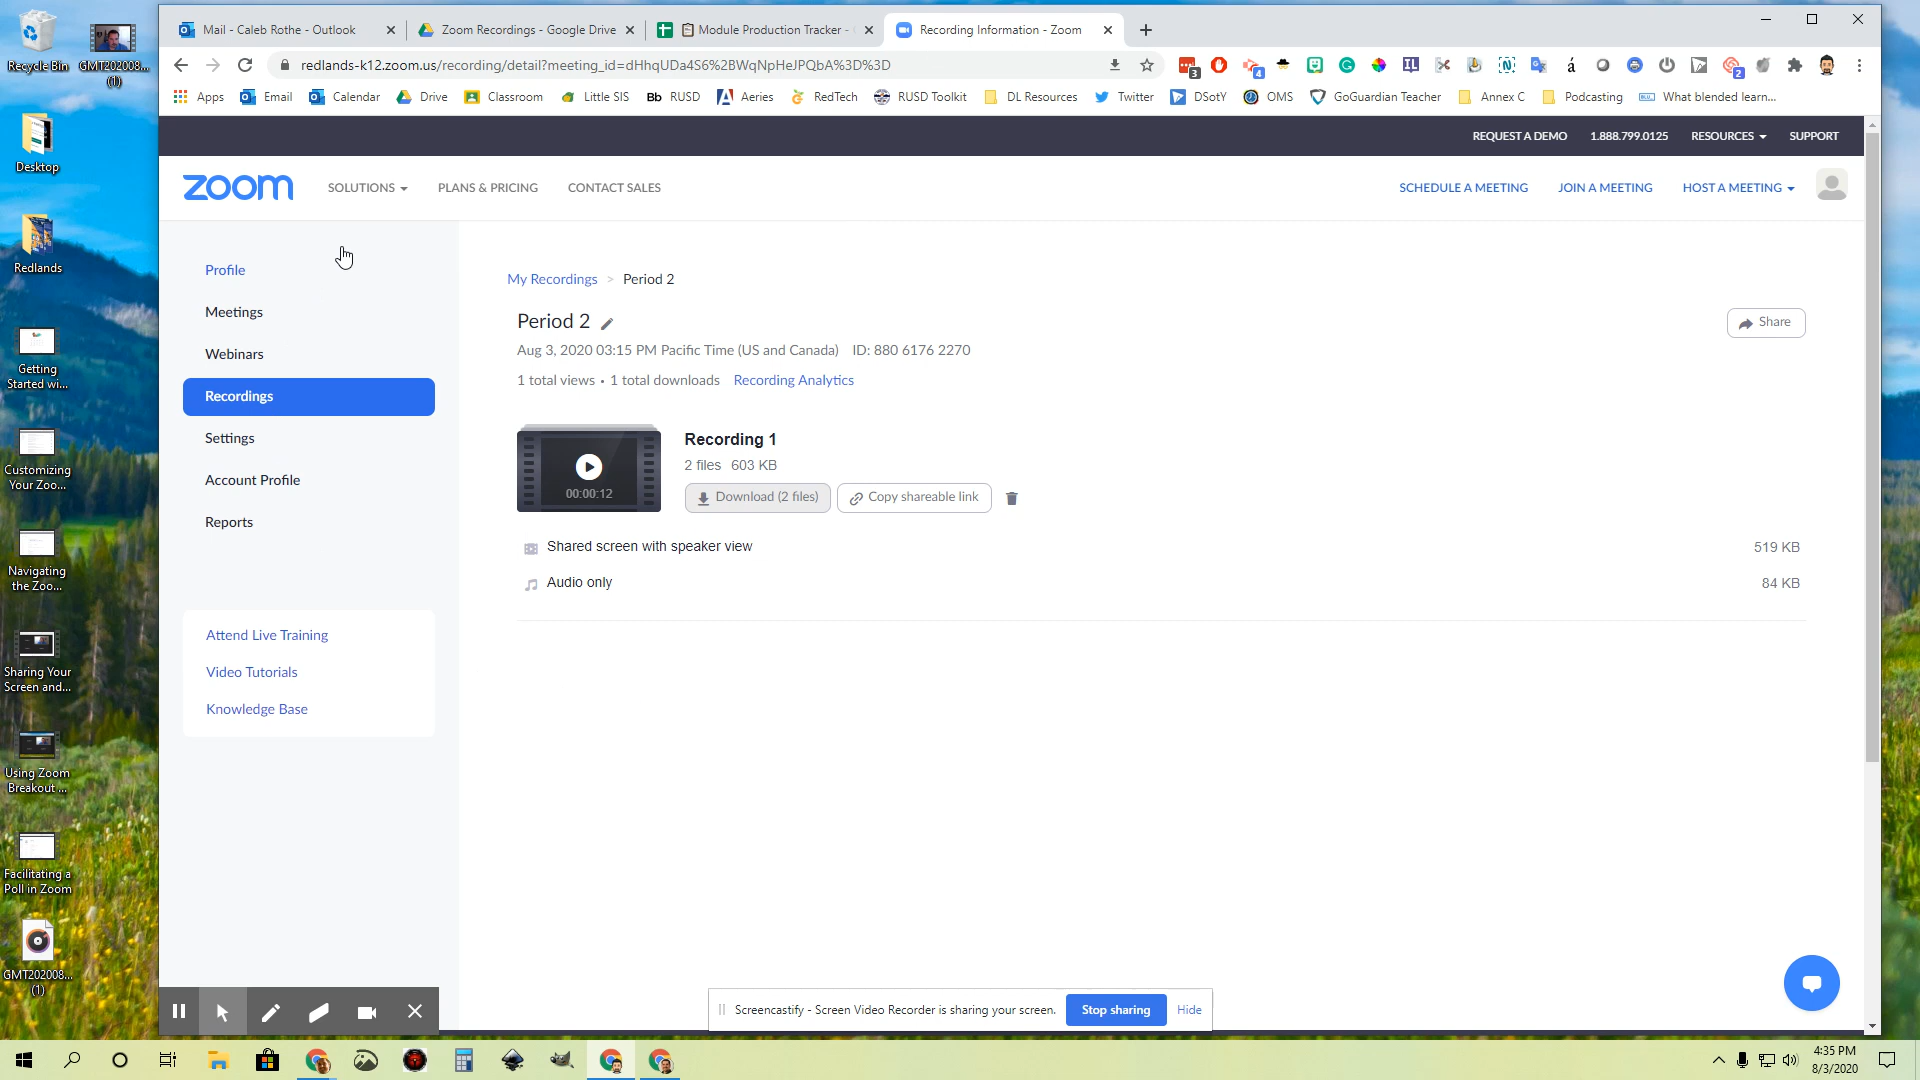 Recycle Bin
GMT202008...
(1)
Desktop
Redlands
Getting
Started wi...
Customizing
Your Zoo...
Navigating
the Zoo...
Sharing Your
Screen and...
Using Zoom
Breakout ...
Facilitating a
Poll in Zoom
GMT202008...
(1)
Mail - Caleb Rothe - Outlook
Zoom Recordings - Google Drive
Module Production Tracker -
Recording Information - Zoom
redlands-k12.zoom.us/recording/detail?meeting_id=dHhqUDa4S6%2BWqNpHeJPQbA%3D%3D
3
4
2
Apps
Email
Calendar
Drive
Classroom
Little SIS
Bb RUSD
Aeries
RedTech
RUSD Toolkit
DL Resources
Twitter
DSotY
OMS
GoGuardian Teacher
Annex C
Podcasting
What blended learn...
REQUEST A DEMO
1.888.799.0125
RESOURCES
SUPPORT
zoom
SOLUTIONS
PLANS & PRICING
CONTACT SALES
SCHEDULE A MEETING
JOIN A MEETING
HOST A MEETING
Profile
Meetings
Webinars
Recordings
Settings
Account Profile
Reports
Attend Live Training
Video Tutorials
Knowledge Base
My Recordings > Period 2
Period 2
Share
Aug 3, 2020 03:15 PM Pacific Time (US and Canada) ID: 880 6176 2270
1 total views • 1 total downloads Recording Analytics
00:00:12
Recording 1
2 files 603 KB
Download (2 files)
Copy shareable link
Shared screen with speaker view
519 KB
Audio only
84 KB
Screencastify - Screen Video Recorder is sharing your screen.
Stop sharing
Hide
4:35 PM
8/3/2020